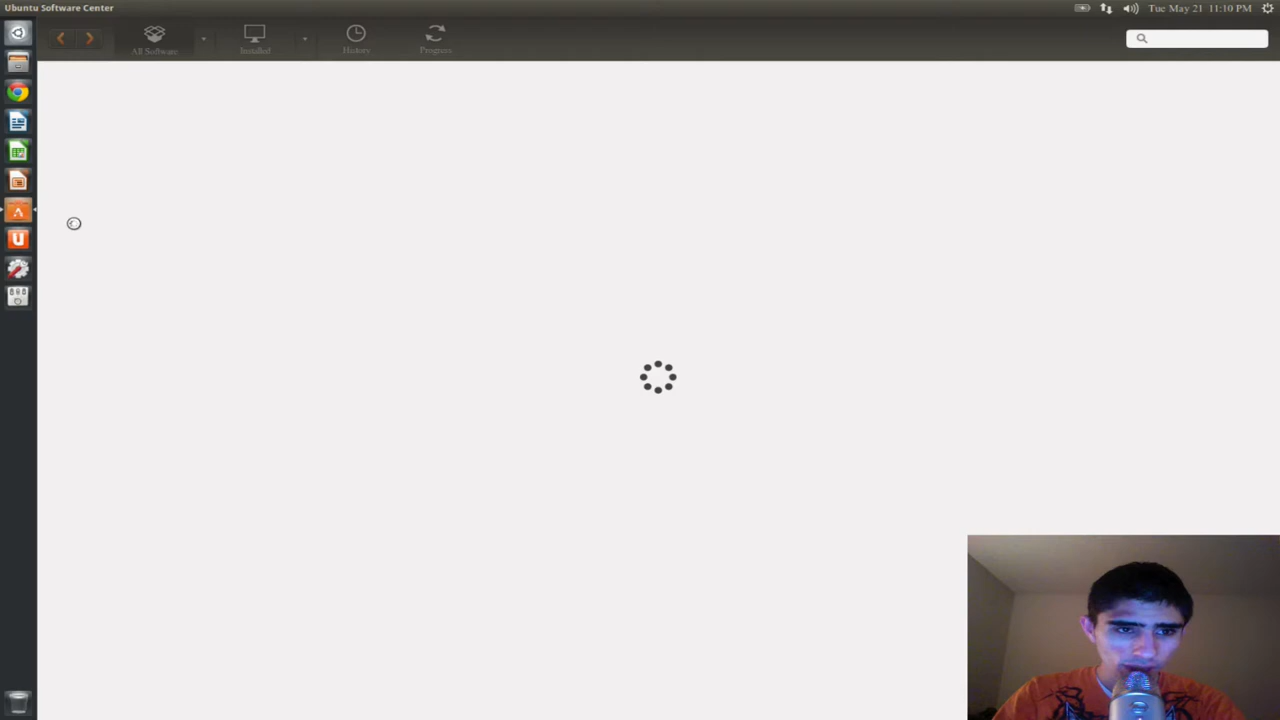 Ubuntu Software Center
Tue May 21 11:10 PM
All Software
Installed
History
Progress